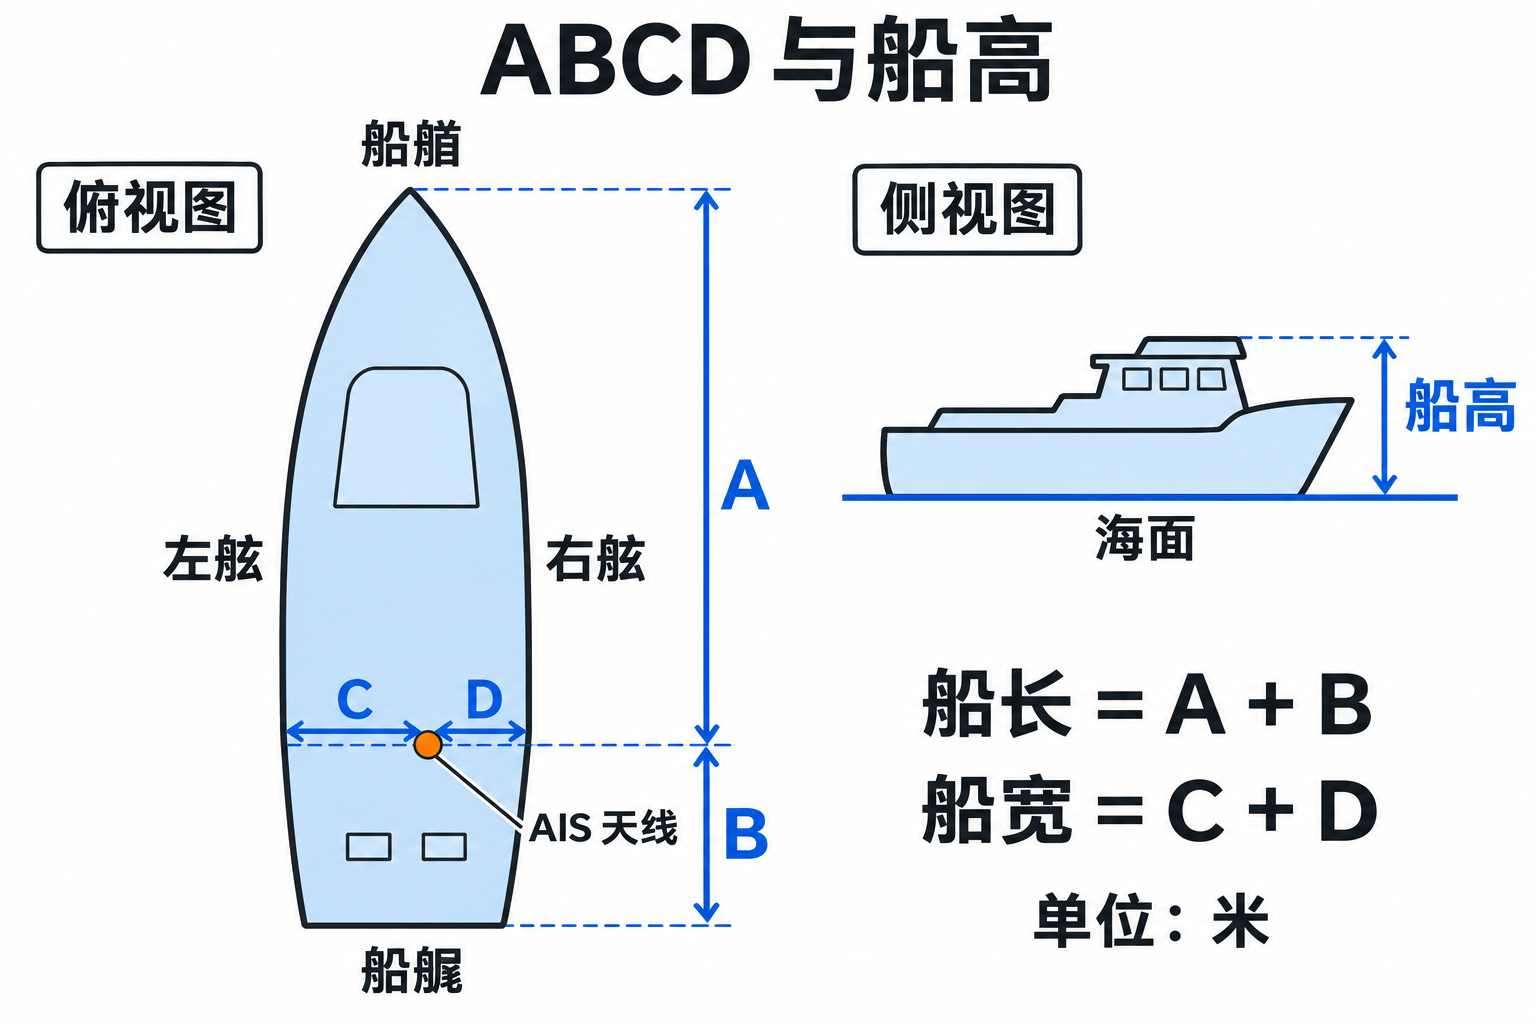 ABCD 与船高
船艏
俯视图
侧视图
船高
A
左舷
右舷
海面
C
D
船长 = A + B
船宽 = C + D
AIS 天线
B
单位：米
船艉